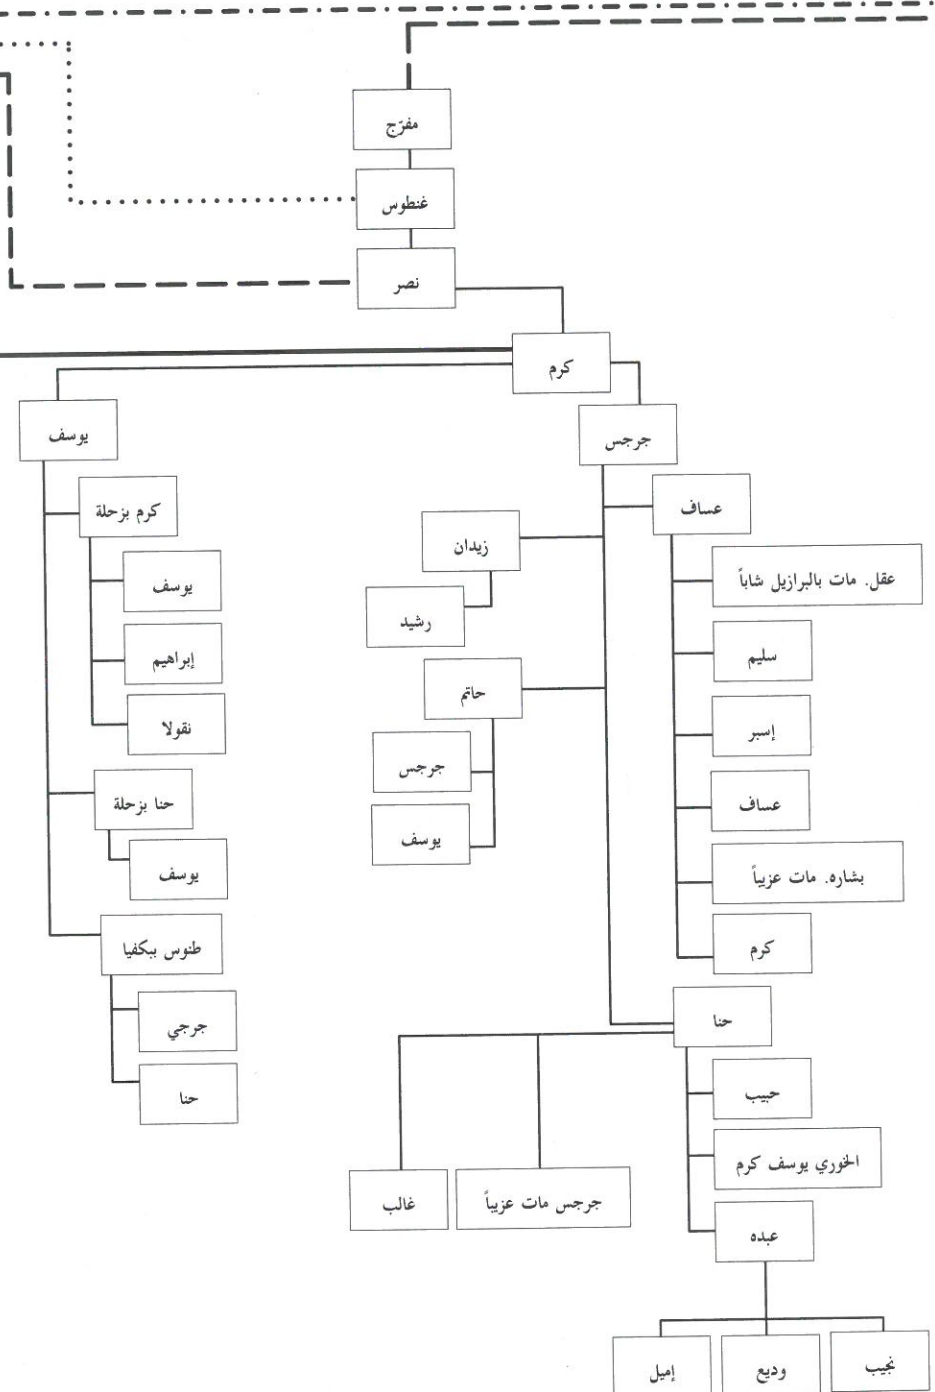 مفرّج
غنطوس
نصر
كرم
جرجس
عساف
عقل. مات بالبرازيل شاباً
سليم
إسبر
عساف
بشاره. مات عزيباً
كرم
زيدان
رشيد
حاتم
جرجس
يوسف
حنا
حبيب
الخوري يوسف كرم
عبده
نجيب
وديع
إميل
جرجس مات عزيباً
غالب
يوسف
كرم بزحلة
يوسف
إبراهيم
نقولا
حنا بزحلة
يوسف
طنوس ببكفيا
جرجي
حنا